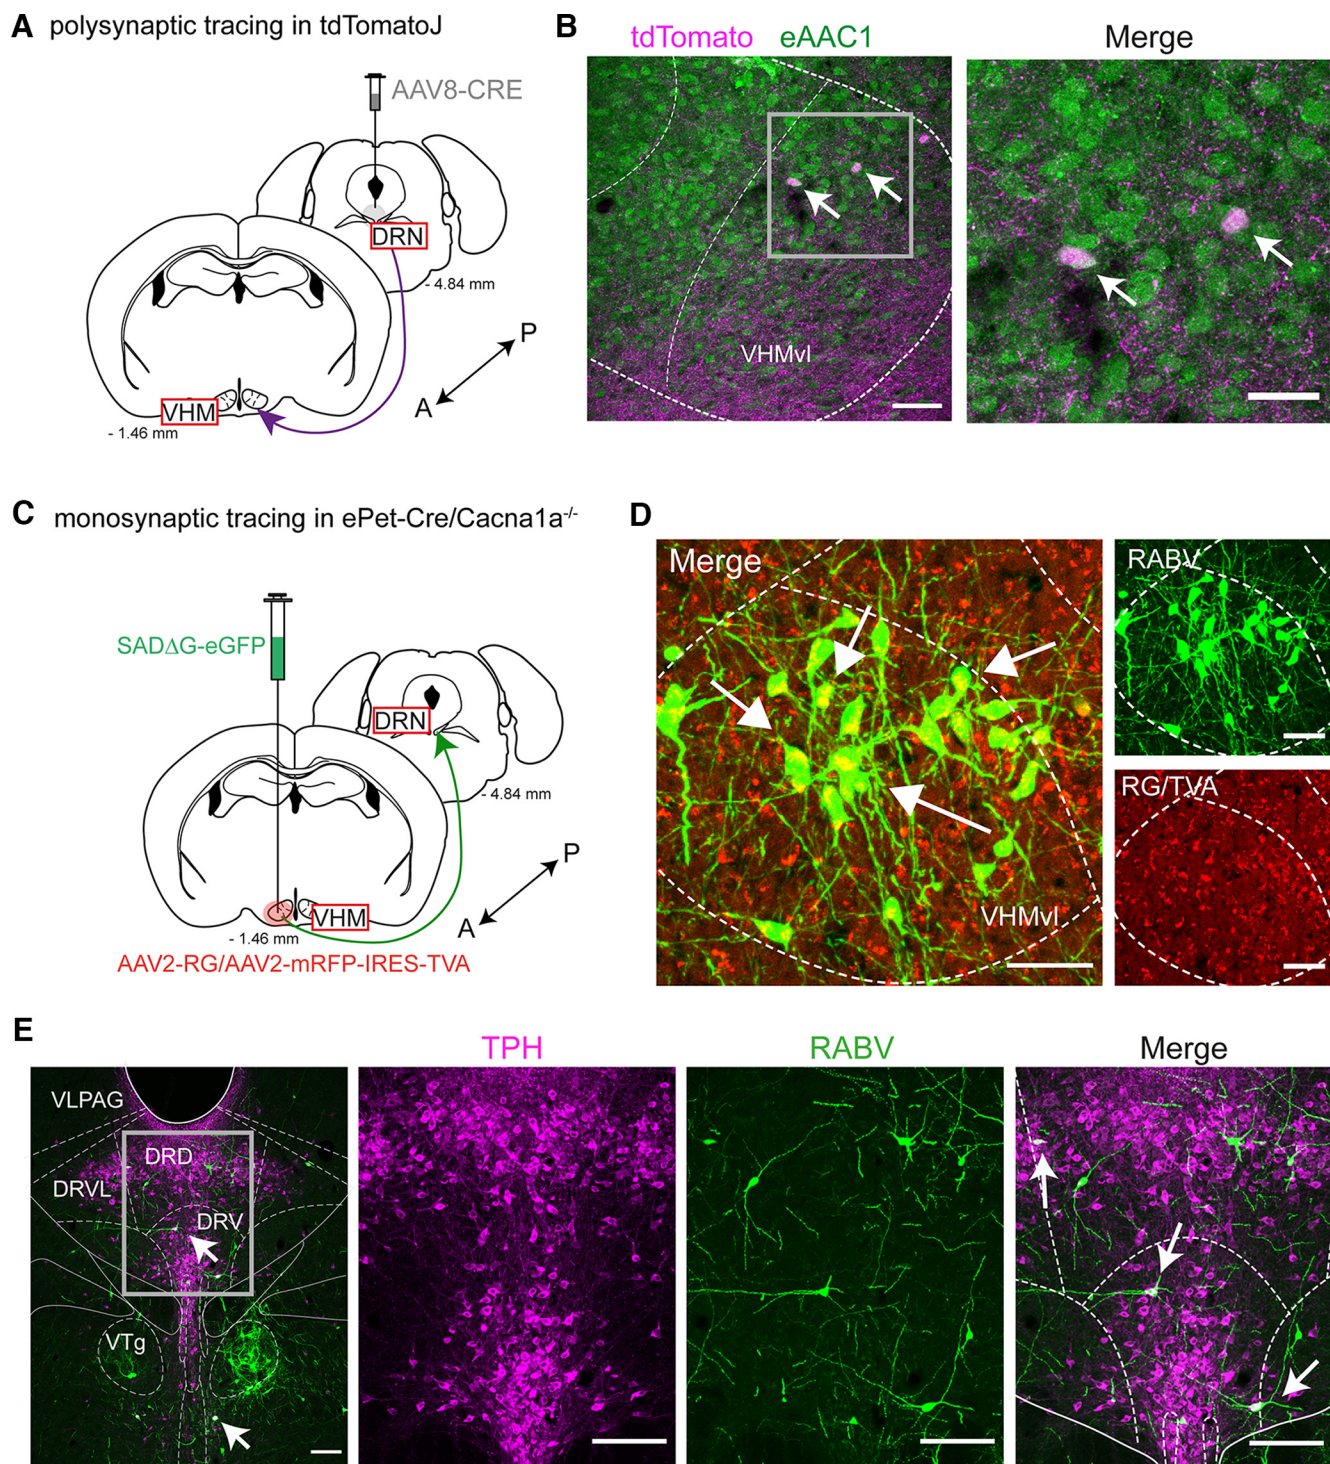 A polysynaptic tracing in tdTomatoJ
AAV8-CRE
DRN
- 4.84 mm
P
A
VHM
- 1.46 mm
B
tdTomato eAAC1
Merge
VHMvl
C monosynaptic tracing in ePet-Cre/Cacna1a-/-
SADΔG-eGFP
DRN
- 4.84 mm
P
A
VHM
- 1.46 mm
AAV2-RG/AAV2-mRFP-IRES-TVA
D
Merge
VHMvl
RABV
RG/TVA
E
TPH
RABV
Merge
VLPAG
DRD
DRVL
DRV
VTg